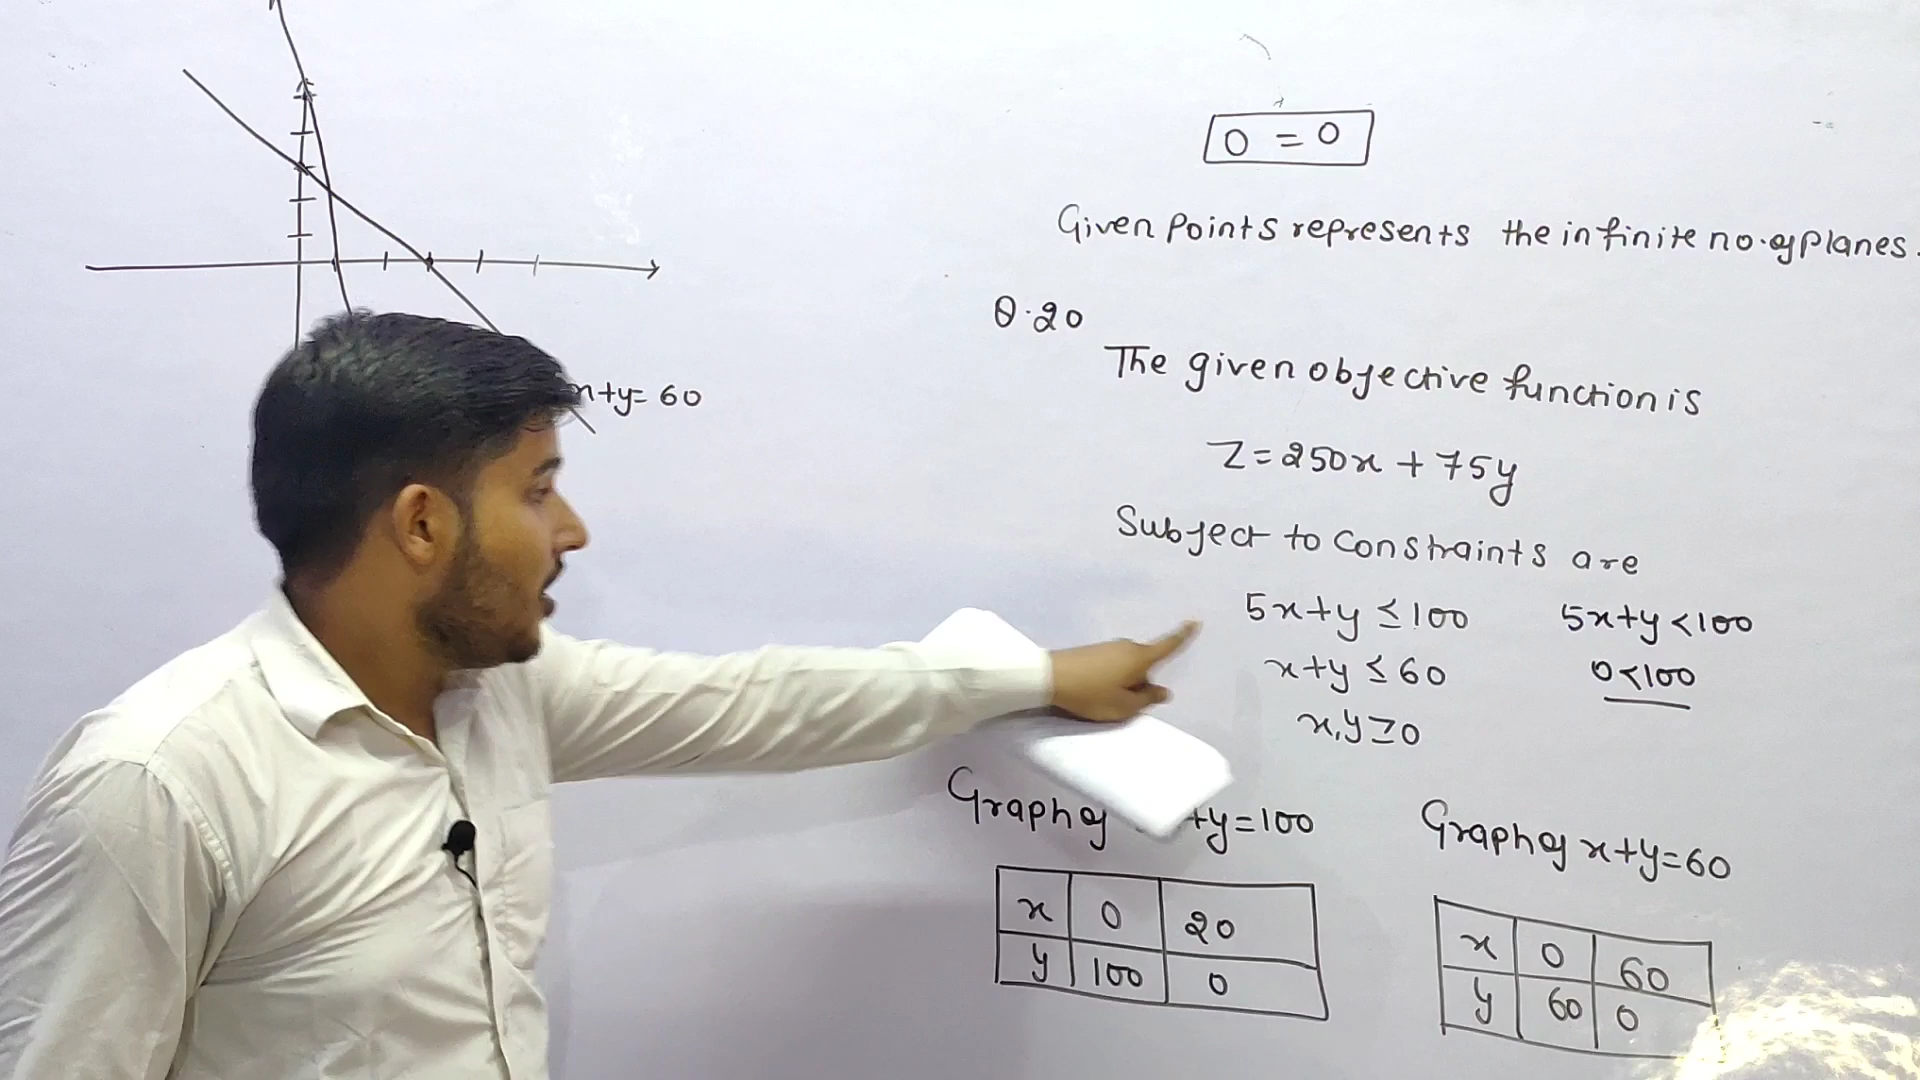 0 = 0
Given Points represents the infinite no. of planes.
Q.20
The given objective function is
Z = 250x + 75y
Subject to constraints are
5x+y ≤ 100 5x+y < 100
x+y ≤ 60 0 < 100
x,y ≥ 0
x+y= 60
Graph of +y=100 Graph of x+y=60
x 0 20
y 100 0
x 0 60
y 60 0